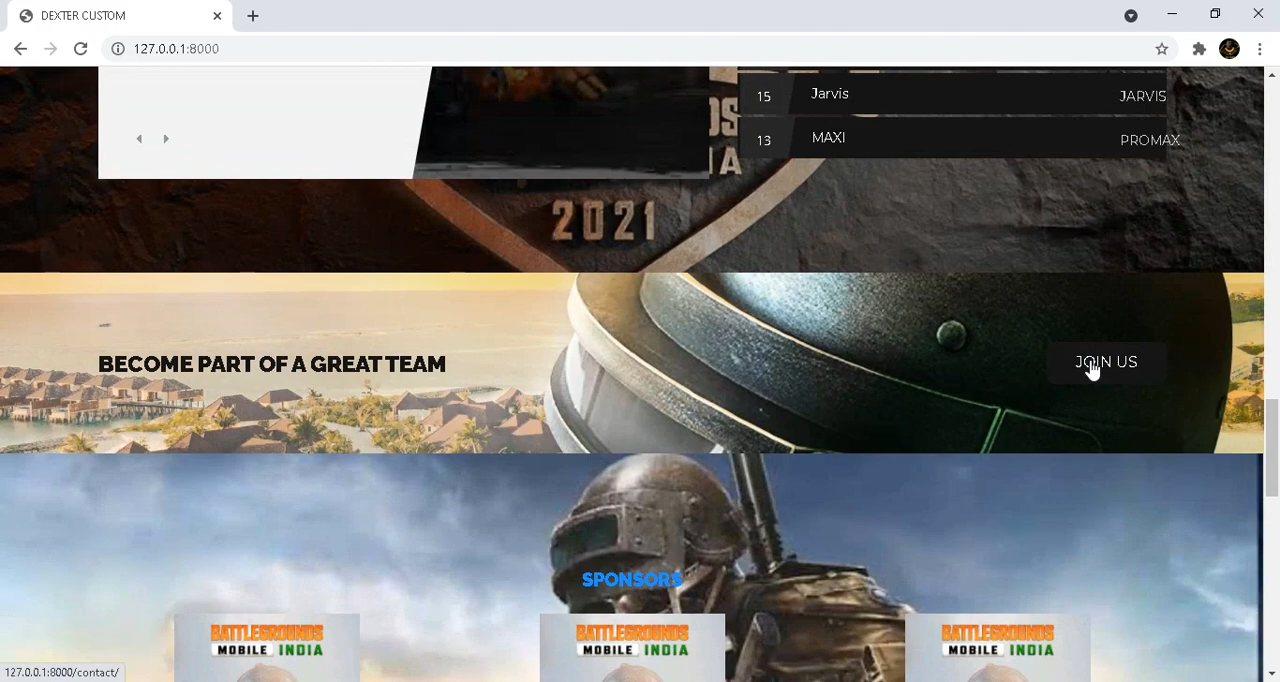 DEXTER CUSTOM
127.0.0.1:8000
15 Jarvis JARVIS
13 MAXI PROMAX
2021
BECOME PART OF A GREAT TEAM
JOIN US
SPONSORS
BATTLEGROUNDS BATTLEGROUNDS BATTLEGROUNDS
MOBILE INDIA MOBILE INDIA MOBILE INDIA
127.0.0.1:8000/contact/